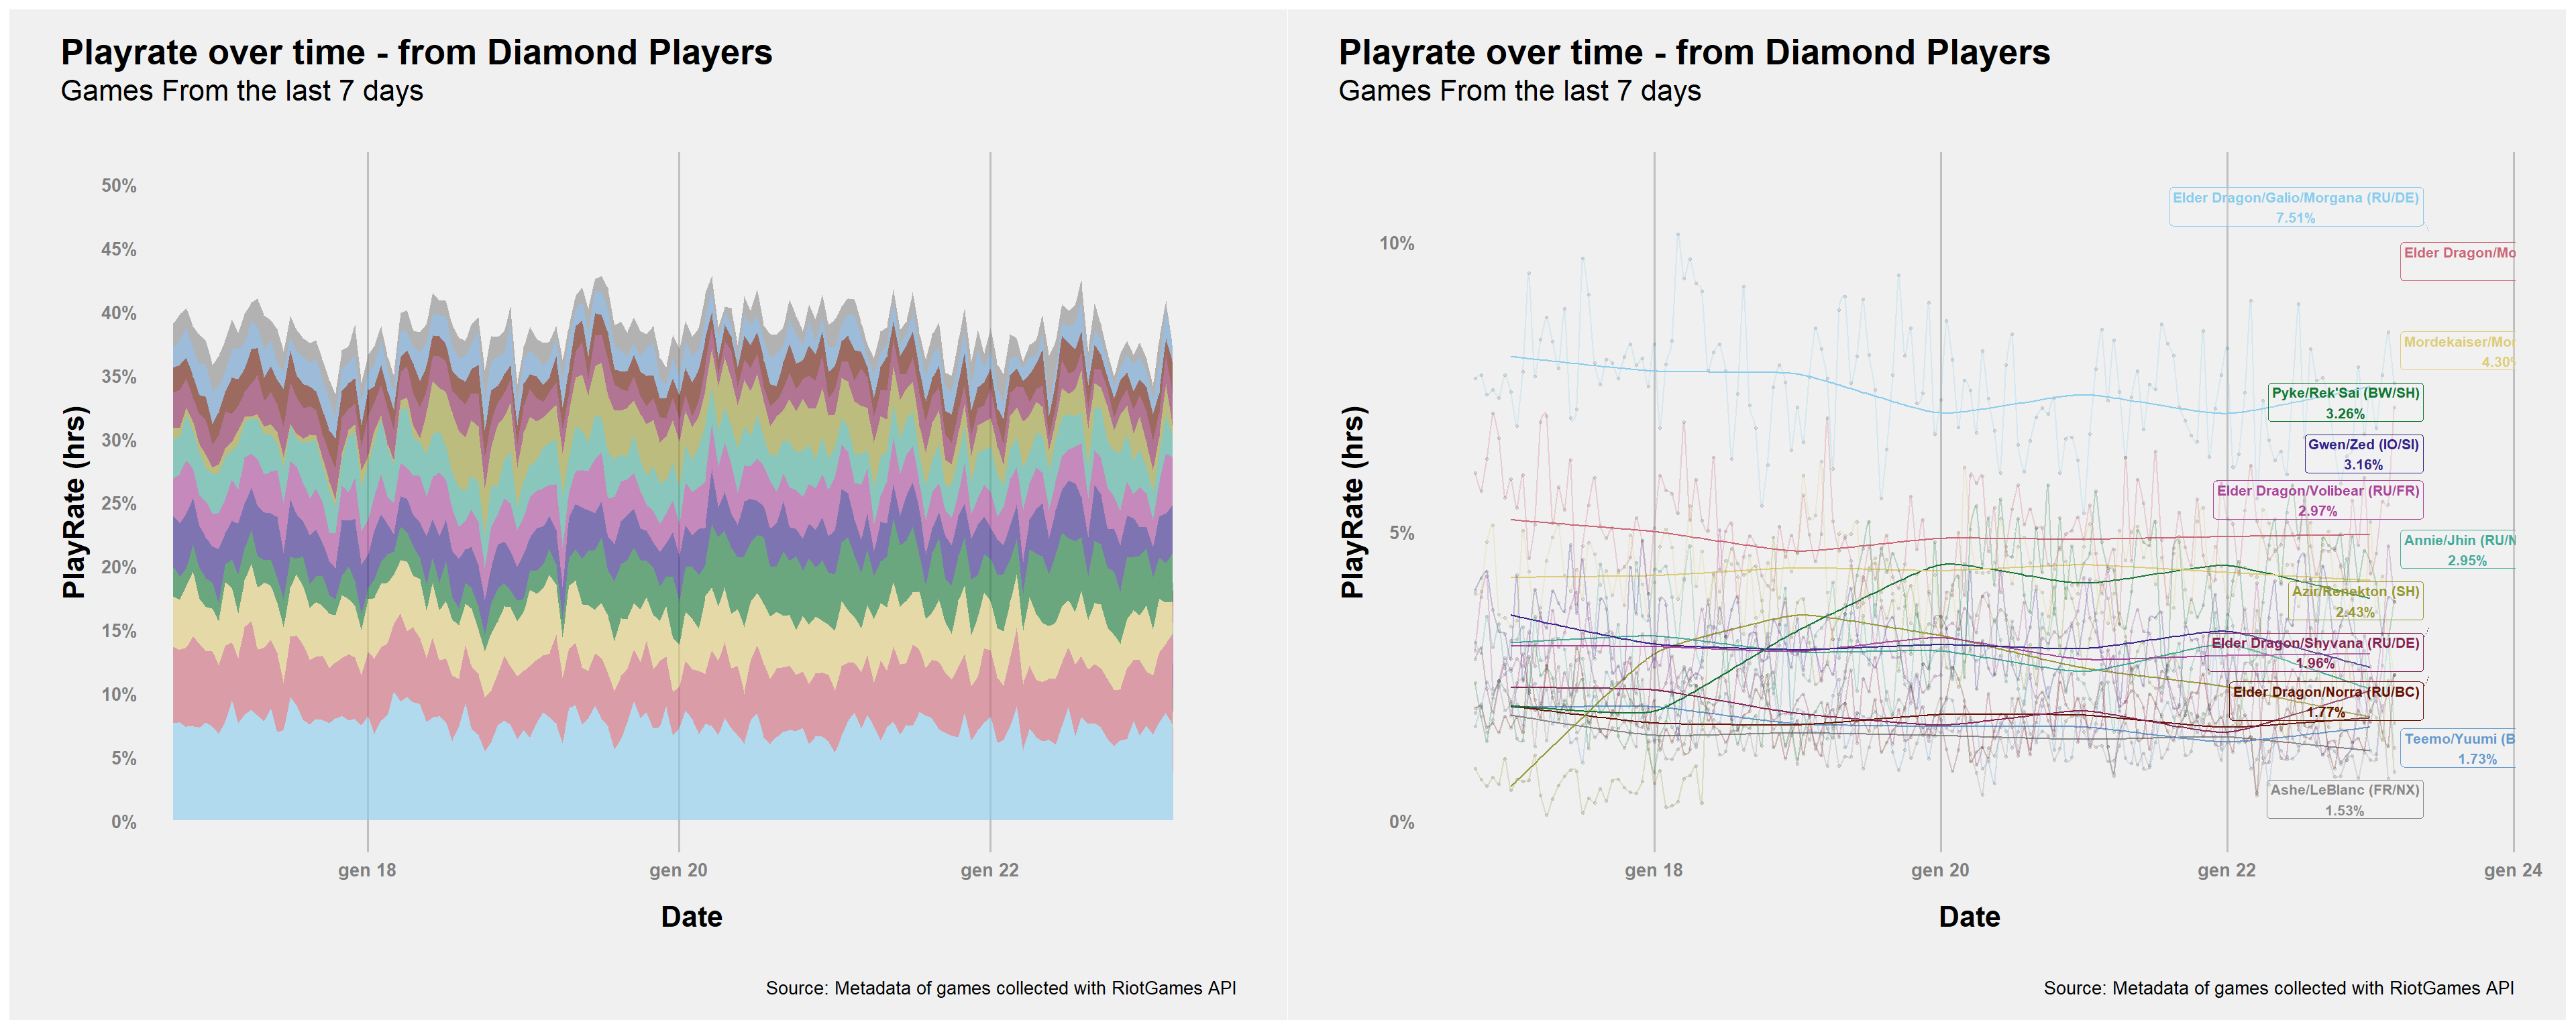 Playrate over time - from Diamond Players
Games From the last 7 days
PlayRate (hrs)
50%
45%
40%
35%
30%
25%
20%
15%
10%
5%
0%
gen 18
gen 20
gen 22
Date
Source: Metadata of games collected with RiotGames API
Playrate over time - from Diamond Players
Games From the last 7 days
PlayRate (hrs)
10%
5%
0%
Elder Dragon/Galio/Morgana (RU/DE)
7.51%
Elder Dragon/Mo
Mordekaiser/Mor
4.30%
Pyke/Rek'Sai (BW/SH)
3.26%
Gwen/Zed (IO/SI)
3.16%
Elder Dragon/Volibear (RU/FR)
2.97%
Annie/Jhin (RU/N
2.95%
Azir/Renekton (SH)
2.43%
Elder Dragon/Shyvana (RU/DE)
1.96%
Elder Dragon/Norra (RU/BC)
1.77%
Teemo/Yuumi (B
1.73%
Ashe/LeBlanc (FR/NX)
1.53%
gen 18
gen 20
gen 22
gen 24
Date
Source: Metadata of games collected with RiotGames API